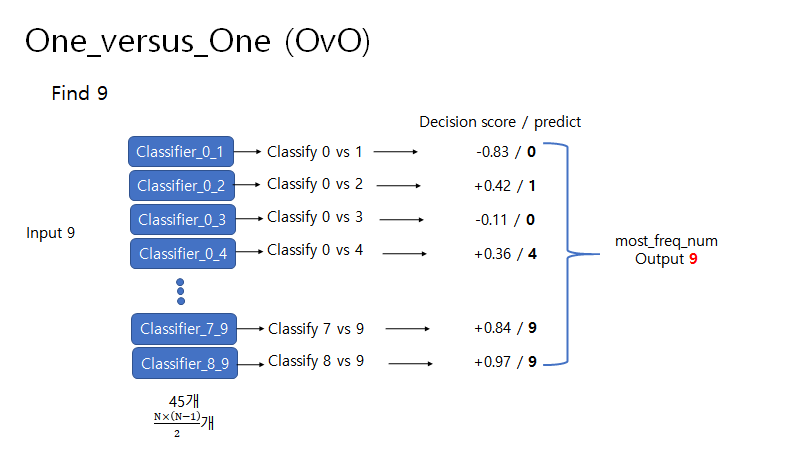 One_versus_One (OvO)
Find 9
Decision score / predict
Classifier_0_1 Classify 0 vs 1 -0.83 / 0
Classifier_0_2 Classify 0 vs 2 +0.42 / 1
Classifier_0_3 Classify 0 vs 3 -0.11 / 0
Input 9
Classifier_0_4 Classify 0 vs 4 +0.36 / 4
most_freq_num
Output 9
Classifier_7_9 Classify 7 vs 9 +0.84 / 9
Classifier_8_9 Classify 8 vs 9 +0.97 / 9
45개
N×(N−1)/2 개